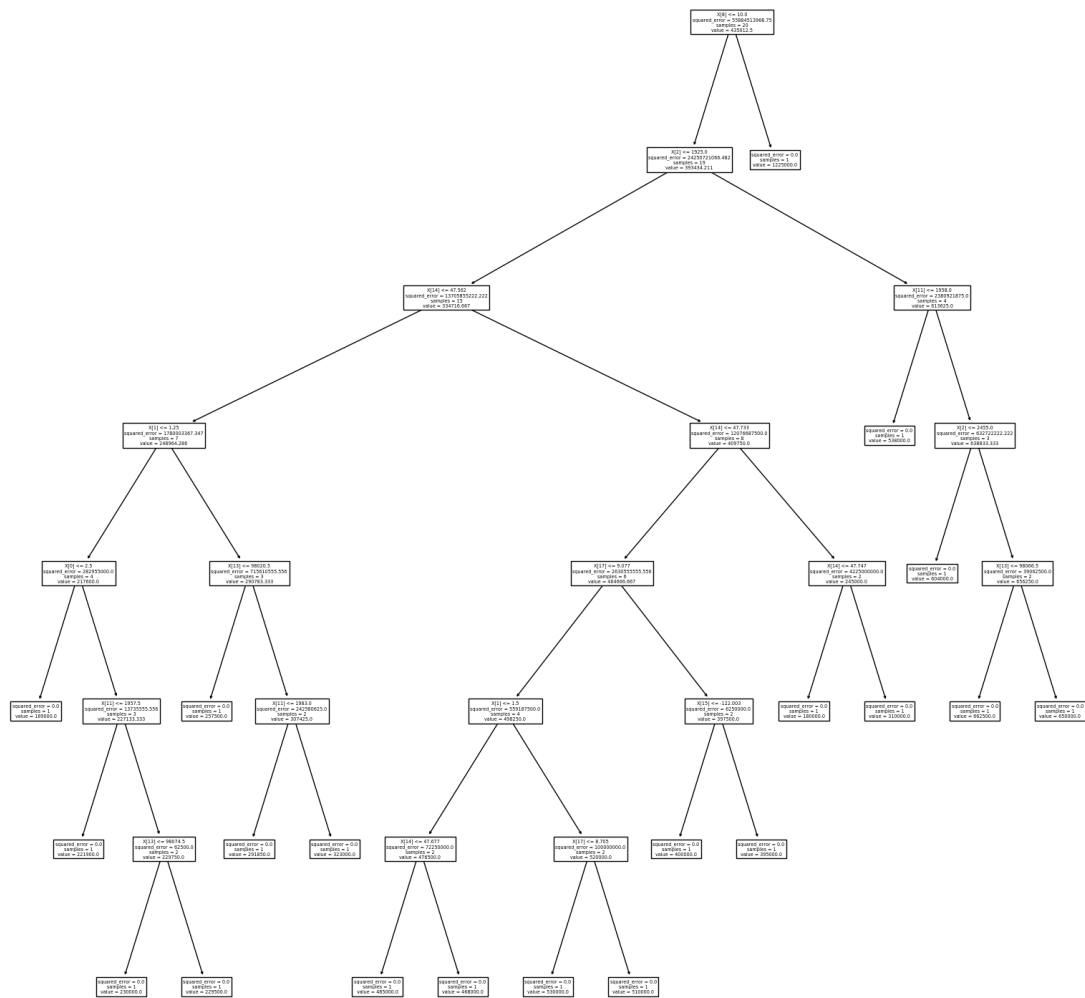 X[8] <= 10.0
squared_error = 55884513968.75
samples = 20
value = 435012.5
X[2] <= 1925.0
squared_error = 24250721066.482
samples = 19
value = 393434.211
squared_error = 0.0
samples = 1
value = 1225000.0
X[14] <= 47.562
squared_error = 13705855222.222
samples = 15
value = 334716.667
X[11] <= 1958.0
squared_error = 2380921875.0
samples = 4
value = 613625.0
X[1] <= 1.25
squared_error = 1780003367.347
samples = 7
value = 248964.286
X[14] <= 47.733
squared_error = 12076687500.0
samples = 8
value = 409750.0
squared_error = 0.0
samples = 1
value = 538000.0
X[2] <= 2455.0
squared_error = 632722222.222
samples = 3
value = 638833.333
X[0] <= 2.5
squared_error = 282955000.0
samples = 4
value = 217600.0
X[13] <= 98020.5
squared_error = 715610555.556
samples = 3
value = 290783.333
X[17] <= 9.077
squared_error = 2630555555.556
samples = 6
value = 464666.667
X[14] <= 47.747
squared_error = 4225000000.0
samples = 2
value = 245000.0
squared_error = 0.0
samples = 1
value = 604000.0
X[13] <= 98066.5
squared_error = 39062500.0
samples = 2
value = 656250.0
squared_error = 0.0
samples = 1
value = 189000.0
X[11] <= 1957.5
squared_error = 13735555.556
samples = 3
value = 227133.333
squared_error = 0.0
samples = 1
value = 257500.0
X[11] <= 1983.0
squared_error = 242580625.0
samples = 2
value = 307425.0
X[1] <= 1.5
squared_error = 559187500.0
samples = 4
value = 498250.0
X[15] <= -122.003
squared_error = 6250000.0
samples = 2
value = 397500.0
squared_error = 0.0
samples = 1
value = 180000.0
squared_error = 0.0
samples = 1
value = 310000.0
squared_error = 0.0
samples = 1
value = 662500.0
squared_error = 0.0
samples = 1
value = 650000.0
squared_error = 0.0
samples = 1
value = 221900.0
X[13] <= 98074.5
squared_error = 62500.0
samples = 2
value = 229750.0
squared_error = 0.0
samples = 1
value = 291850.0
squared_error = 0.0
samples = 1
value = 323000.0
X[14] <= 47.677
squared_error = 72250000.0
samples = 2
value = 476500.0
X[17] <= 8.705
squared_error = 100000000.0
samples = 2
value = 520000.0
squared_error = 0.0
samples = 1
value = 400000.0
squared_error = 0.0
samples = 1
value = 395000.0
squared_error = 0.0
samples = 1
value = 230000.0
squared_error = 0.0
samples = 1
value = 229500.0
squared_error = 0.0
samples = 1
value = 485000.0
squared_error = 0.0
samples = 1
value = 468000.0
squared_error = 0.0
samples = 1
value = 530000.0
squared_error = 0.0
samples = 1
value = 510000.0